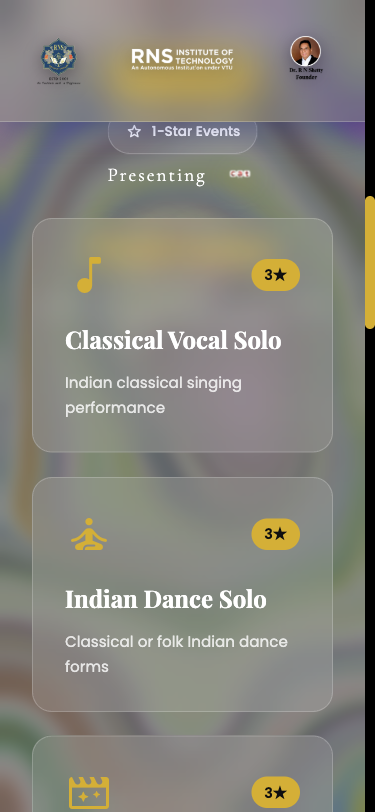 RNS INSTITUTE OF
TECHNOLOGY
An Autonomous Institution under VTU
Dr. R N Shetty
Founder
1-Star Events
Presenting
3★
Classical Vocal Solo
Indian classical singing
performance
3★
Indian Dance Solo
Classical or folk Indian dance
forms
3★